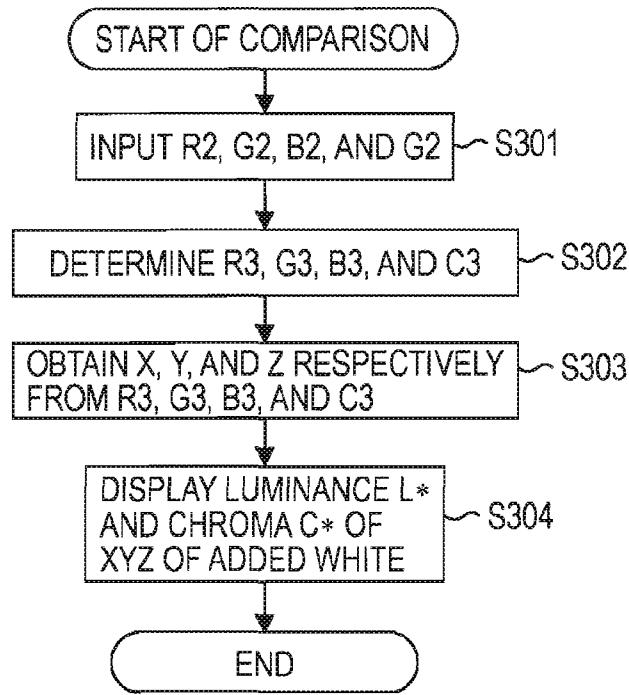 START OF COMPARISON
INPUT R2, G2, B2, AND G2
S301
DETERMINE R3, G3, B3, AND C3
S302
OBTAIN X, Y, AND Z RESPECTIVELY
FROM R3, G3, B3, AND C3
S303
DISPLAY LUMINANCE L*
AND CHROMA C* OF
XYZ OF ADDED WHITE
S304
END